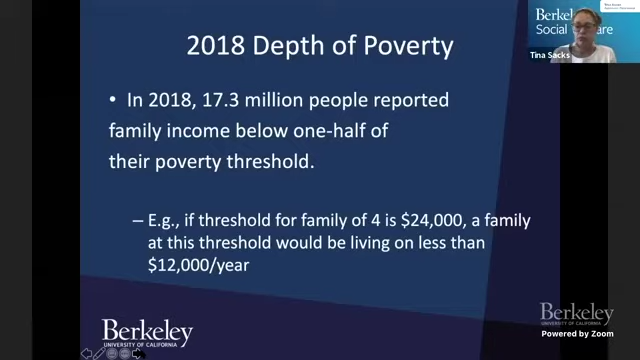 2018 Depth of Poverty
• In 2018, 17.3 million people reported
family income below one-half of
their poverty threshold.
– E.g., if threshold for family of 4 is $24,000, a family
at this threshold would be living on less than
$12,000/year
Berkeley
UNIVERSITY OF CALIFORNIA
Berkeley
Social
Tina Sacks
Berkeley
UNIVERSITY OF CALIFORNIA
Powered by Zoom